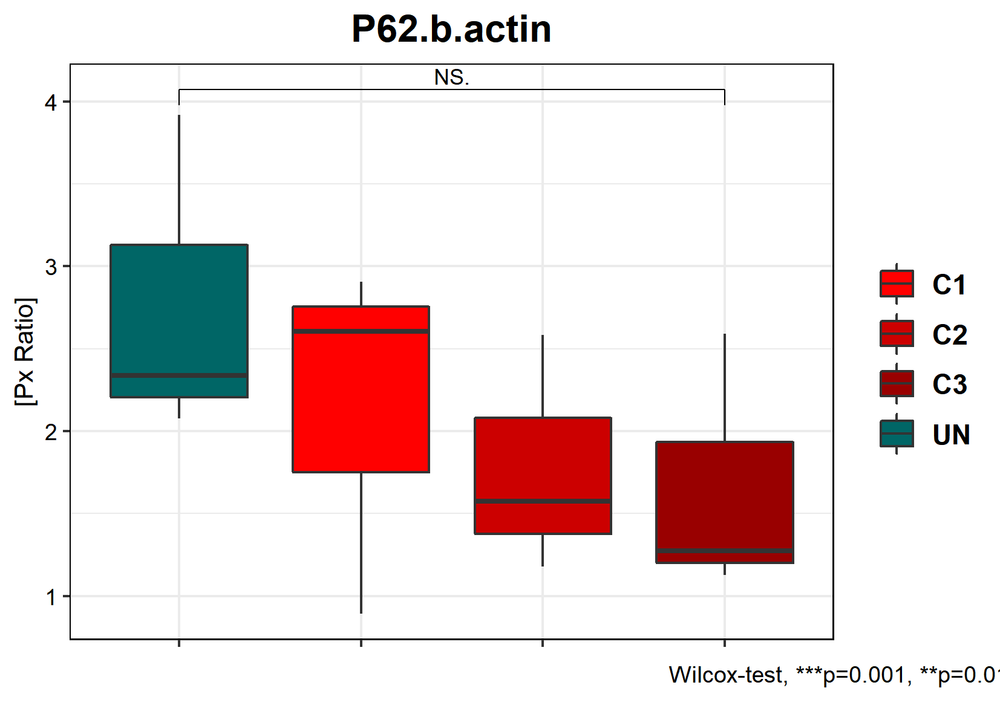 P62.b.actin
NS.
4
3
2
1
[Px Ratio]
C1
C2
C3
UN
Wilcox-test, ***p=0.001, **p=0.0